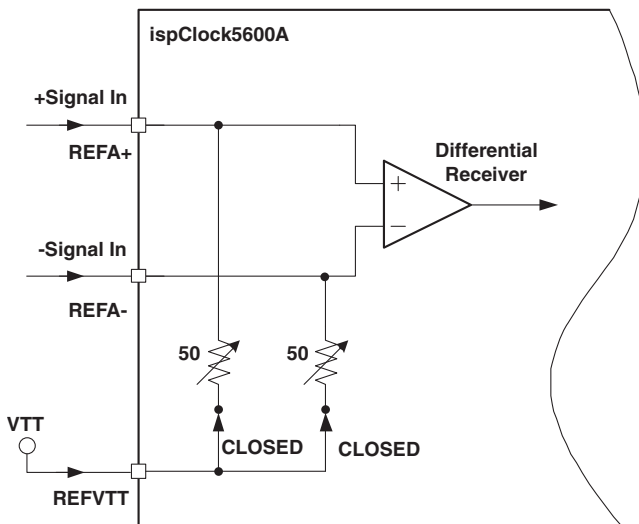 ispClock5600A
+Signal In
REFA+
Differential
Receiver
+
−
-Signal In
REFA-
50
50
VTT
CLOSED
CLOSED
REFVTT